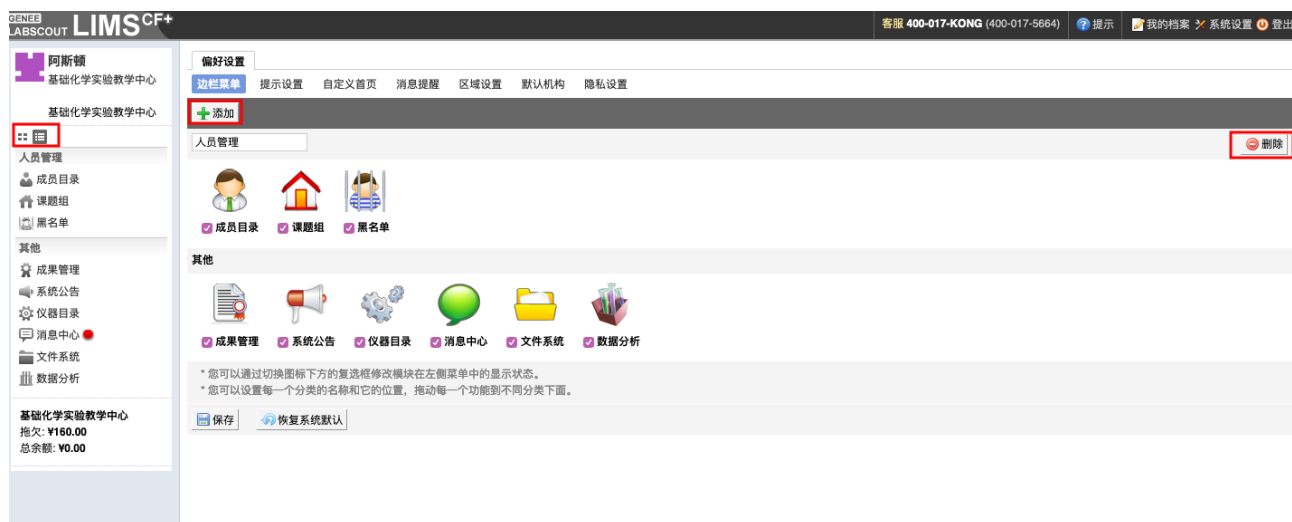 GENEE
LABSCOUT LIMS CF+
客服 400-017-KONG (400-017-5664) 提示 我的档案 系统设置 登出
阿斯顿
基础化学实验教学中心
基础化学实验教学中心
人员管理
成员目录
课题组
黑名单
其他
成果管理
系统公告
仪器目录
消息中心
文件系统
数据分析
基础化学实验教学中心
拖欠: ¥160.00
总余额: ¥0.00
偏好设置
边栏菜单 提示设置 自定义首页 消息提醒 区域设置 默认机构 隐私设置
添加
人员管理 删除
成员目录 课题组 黑名单
其他
成果管理 系统公告 仪器目录 消息中心 文件系统 数据分析
* 您可以通过切换图标下方的复选框修改模块在左侧菜单中的显示状态。
* 您可以设置每一个分类的名称和它的位置，拖动每一个功能到不同分类下面。
保存 恢复系统默认